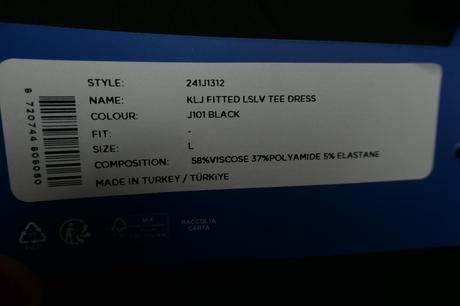 STYLE: 241J1312
NAME: KLJ FITTED LSLV TEE DRESS
COLOUR: J101 BLACK
FIT: -
SIZE: L
COMPOSITION: 58%VISCOSE 37%POLYAMIDE 5% ELASTANE
MADE IN TURKEY / TÜRKİYE
6 720744 606060
RACCOLTA
CARTA